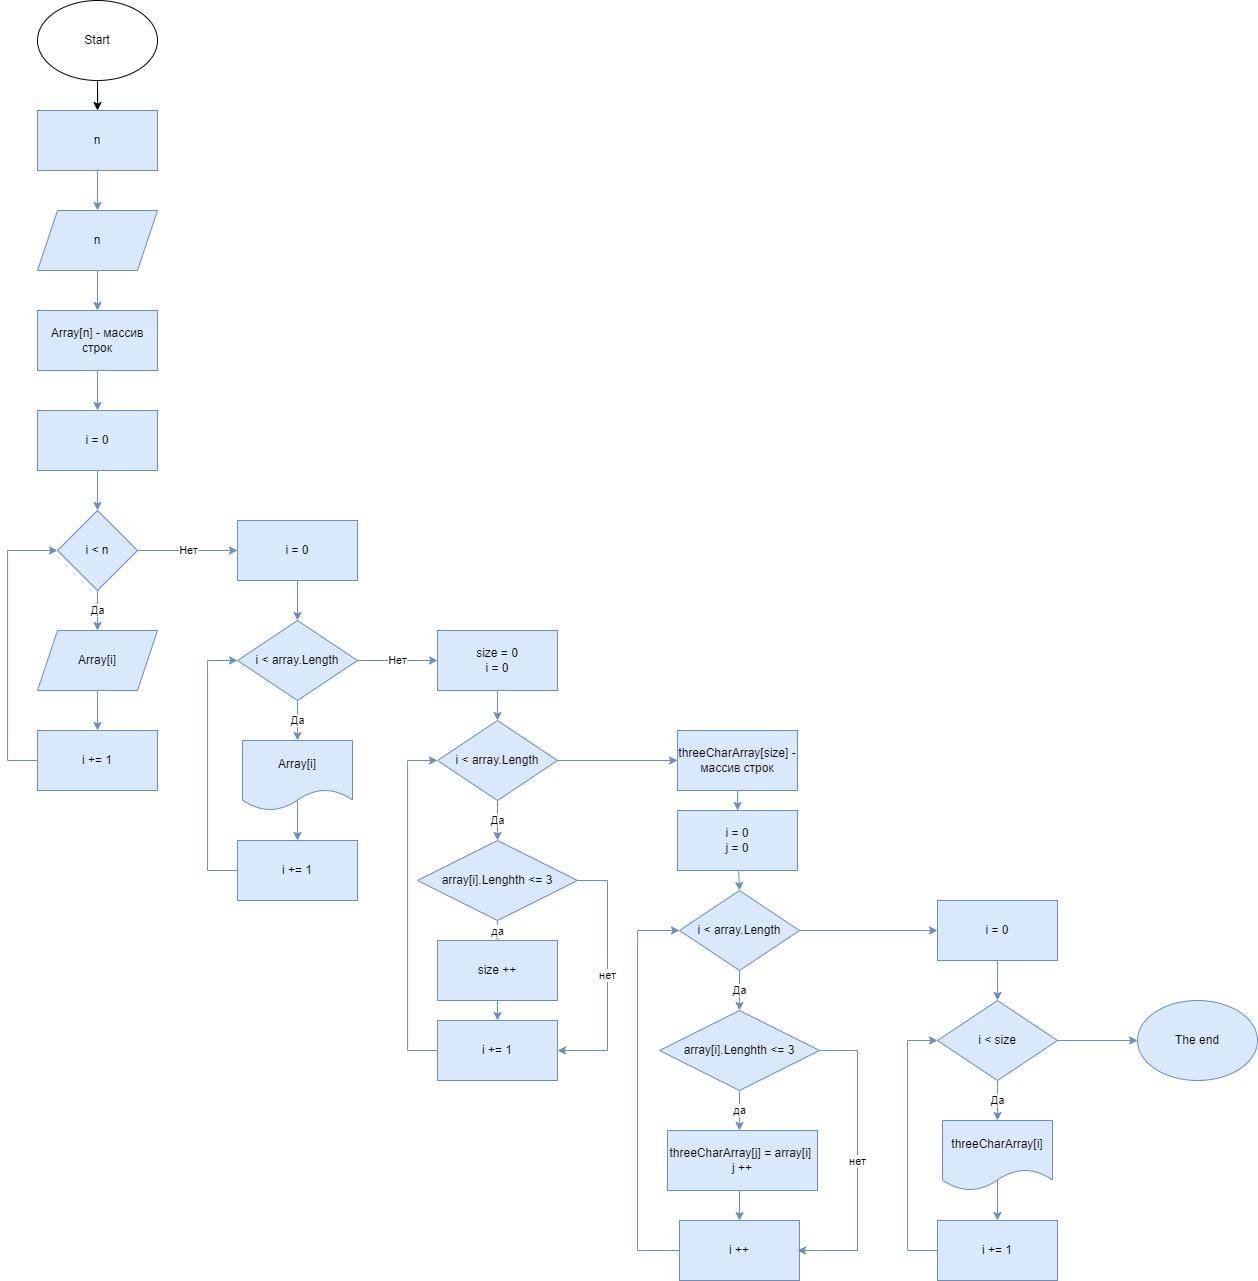 Start
n
n
Array[n] - массив
строк
i = 0
i < n
Нет
i = 0
Да
Array[i]
i += 1
i < array.Length
Нет
size = 0
i = 0
Да
Array[i]
i += 1
i < array.Length
threeCharArray[size] -
массив строк
Да
i = 0
j = 0
array[i].Lenghth <= 3
да
нет
size ++
i += 1
i < array.Length
i = 0
Да
array[i].Lenghth <= 3
да
нет
threeCharArray[j] = array[i]
j ++
i ++
i < size
The end
Да
threeCharArray[i]
i += 1